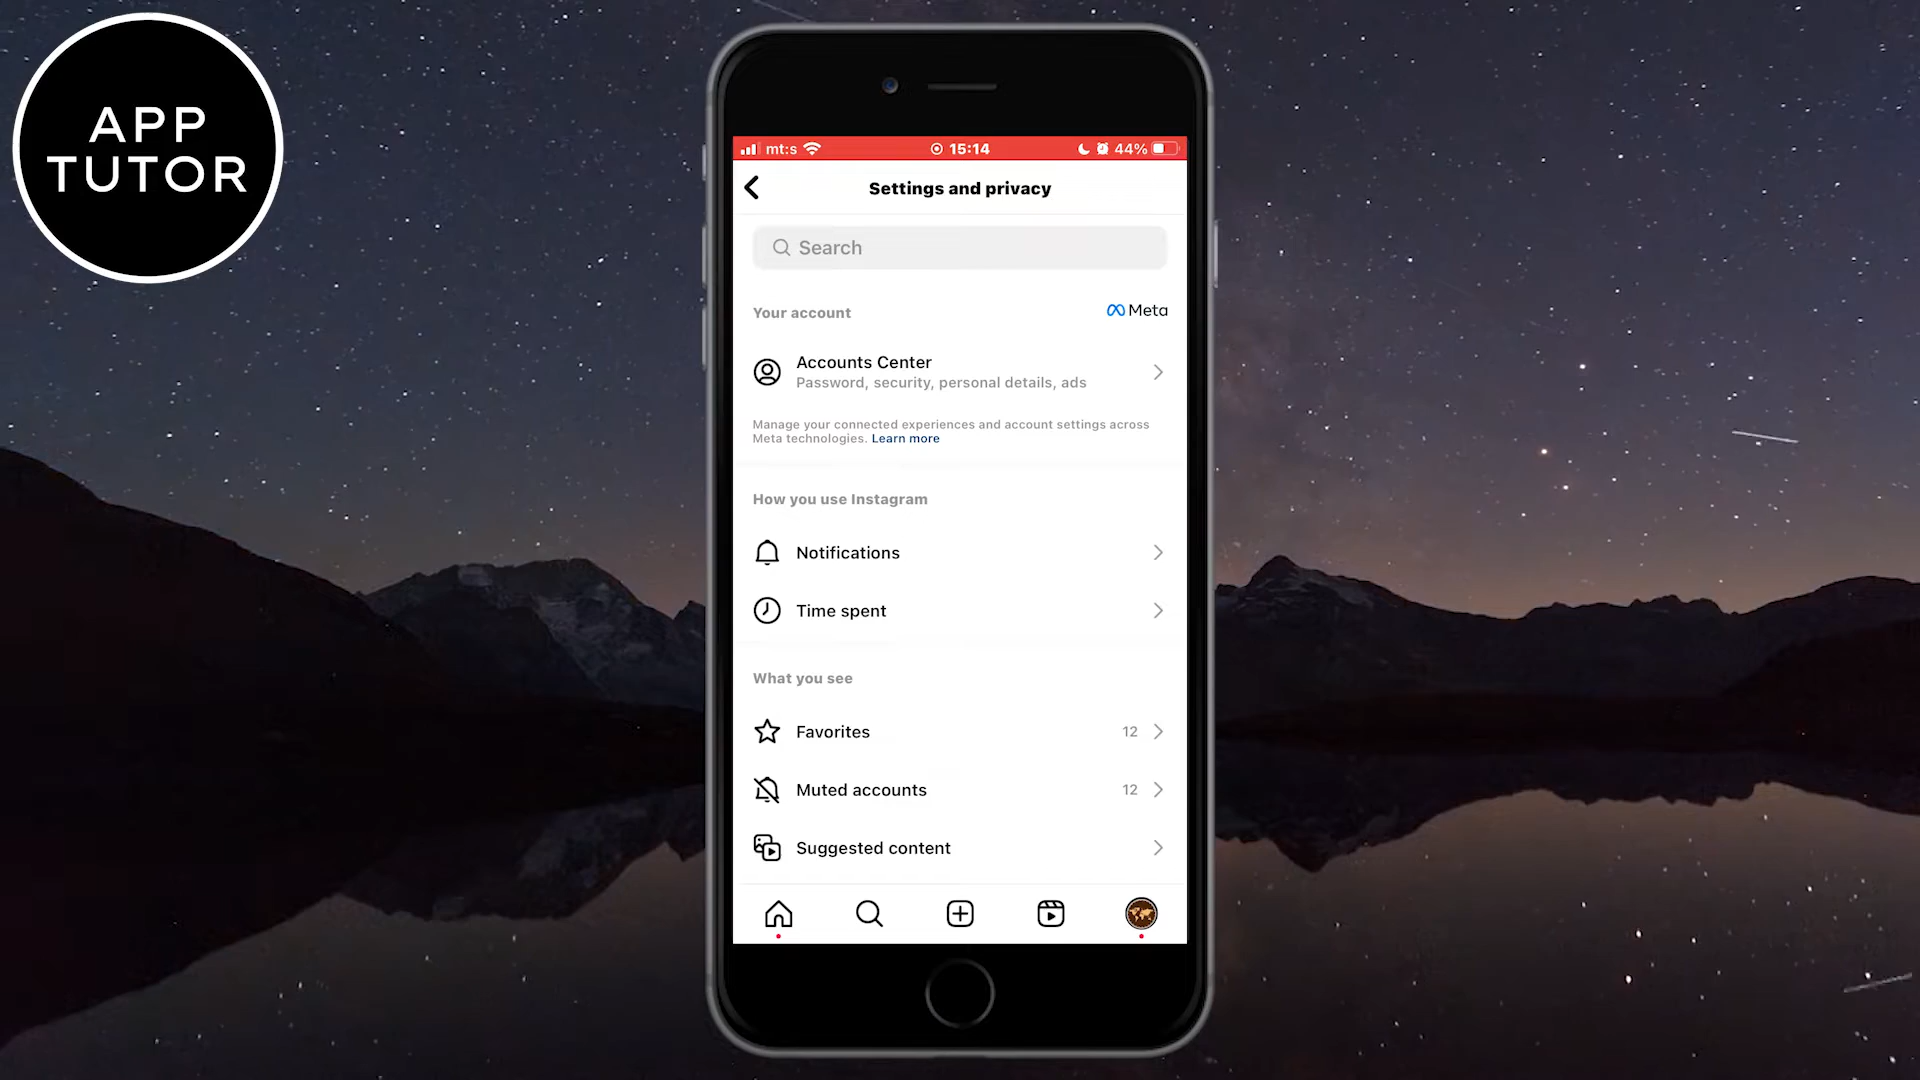 APP
TUTOR
mt:s
15:14
44%
Settings and privacy
Search
Your account
Meta
Accounts Center
Password, security, personal details, ads
Manage your connected experiences and account settings across
Meta technologies. Learn more
How you use Instagram
Notifications
Time spent
What you see
Favorites 12
Muted accounts 12
Suggested content